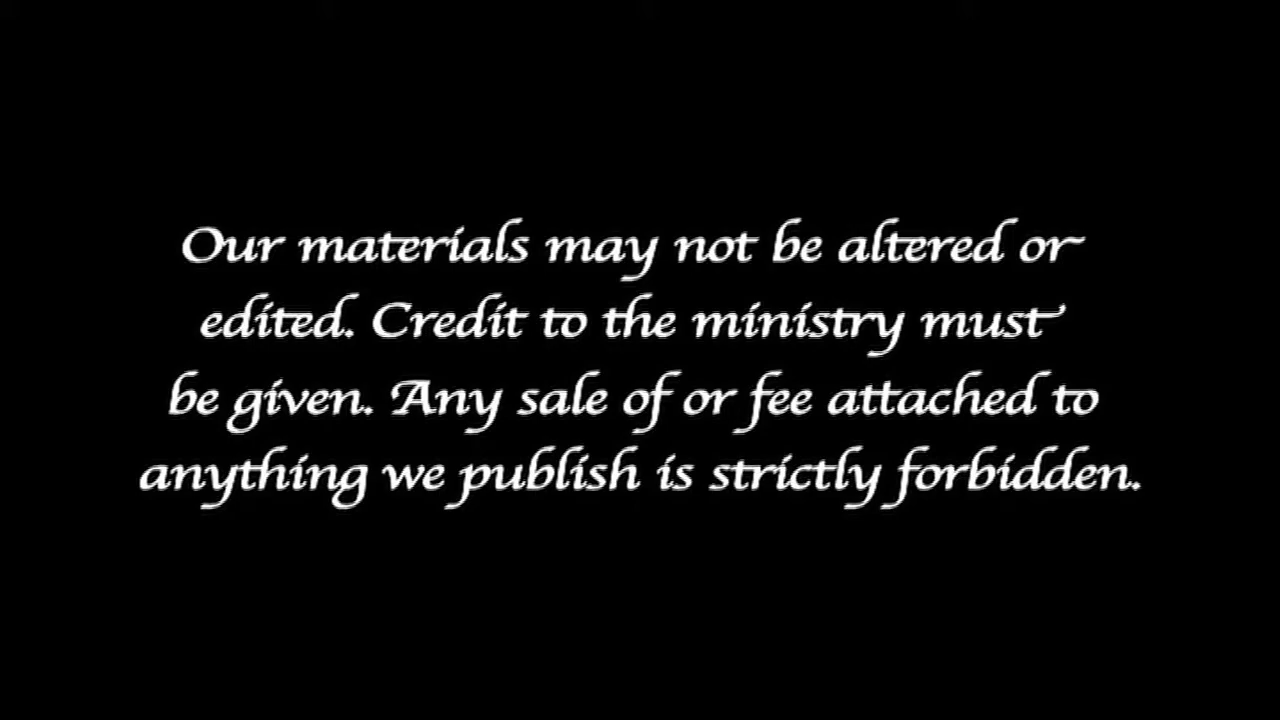 Our materials may not be altered or
edited. Credit to the ministry must
be given. Any sale of or fee attached to
anything we publish is strictly forbidden.